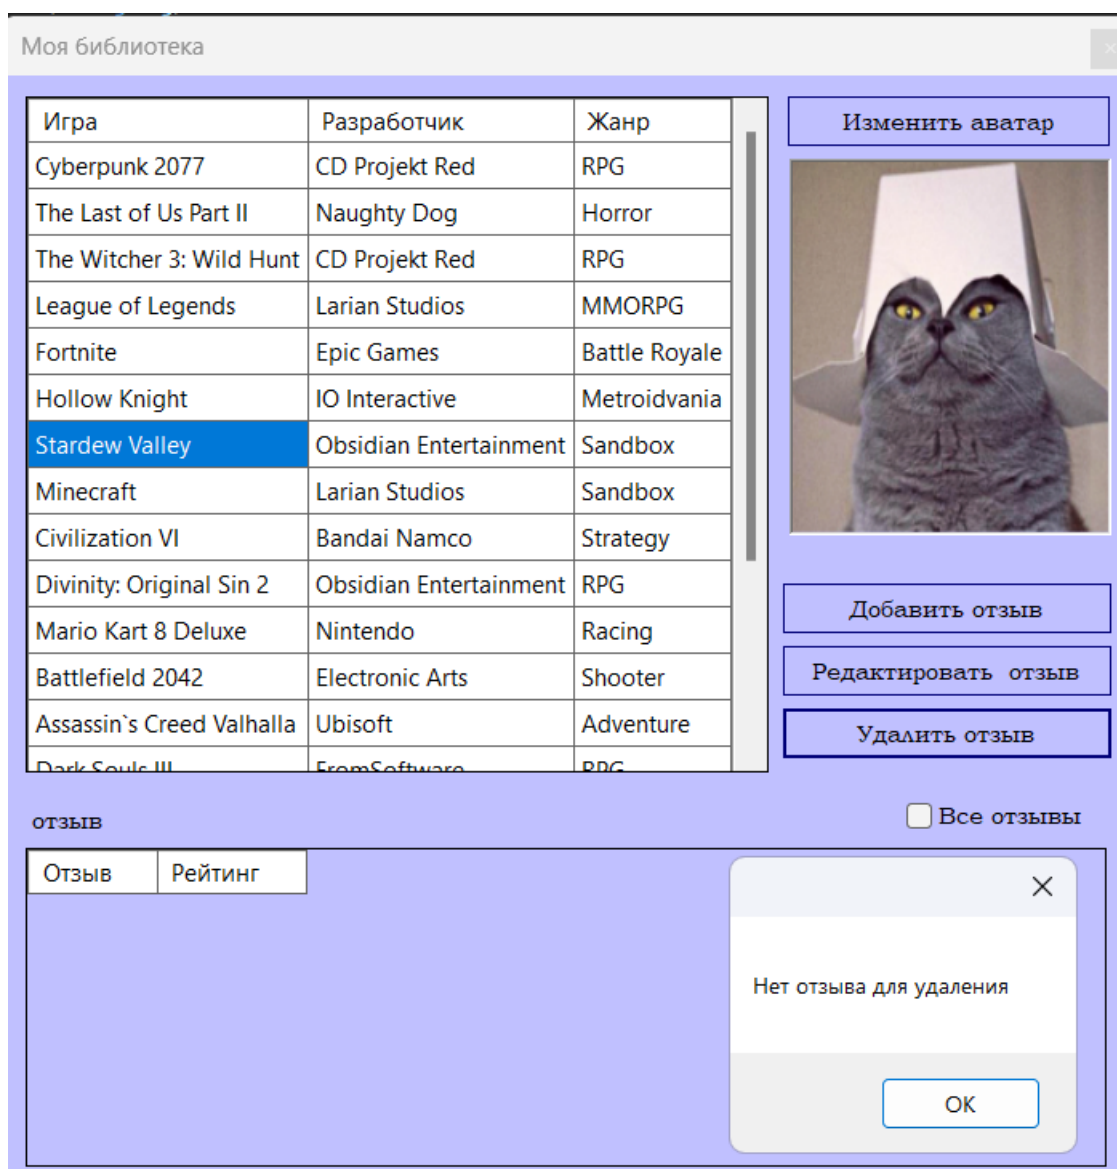 Моя библиотека
Игра Разработчик Жанр
Cyberpunk 2077 CD Projekt Red RPG
The Last of Us Part II Naughty Dog Horror
The Witcher 3: Wild Hunt CD Projekt Red RPG
League of Legends Larian Studios MMORPG
Fortnite Epic Games Battle Royale
Hollow Knight IO Interactive Metroidvania
Stardew Valley Obsidian Entertainment Sandbox
Minecraft Larian Studios Sandbox
Civilization VI Bandai Namco Strategy
Divinity: Original Sin 2 Obsidian Entertainment RPG
Mario Kart 8 Deluxe Nintendo Racing
Battlefield 2042 Electronic Arts Shooter
Assassin`s Creed Valhalla Ubisoft Adventure
Dark Souls III FromSoftware RPG
Изменить аватар
Добавить отзыв
Редактировать отзыв
Удалить отзыв
отзыв
Все отзывы
Отзыв Рейтинг
Нет отзыва для удаления
OK